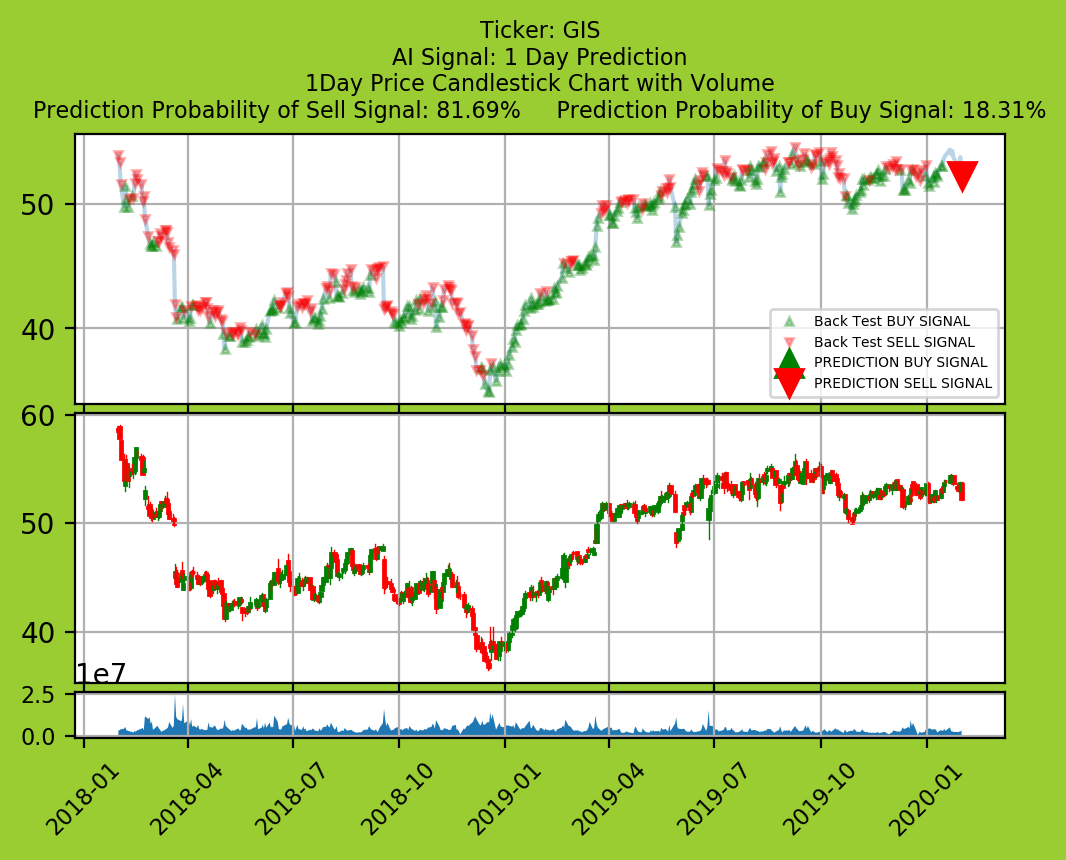 Ticker: GIS
AI Signal: 1 Day Prediction
1Day Price Candlestick Chart with Volume
Prediction Probability of Sell Signal: 81.69% Prediction Probability of Buy Signal: 18.31%
50
40
Back Test BUY SIGNAL
Back Test SELL SIGNAL
PREDICTION BUY SIGNAL
PREDICTION SELL SIGNAL
60
50
40
1e7
2.5
0.0
2018-01
2018-04
2018-07
2018-10
2019-01
2019-04
2019-07
2019-10
2020-01